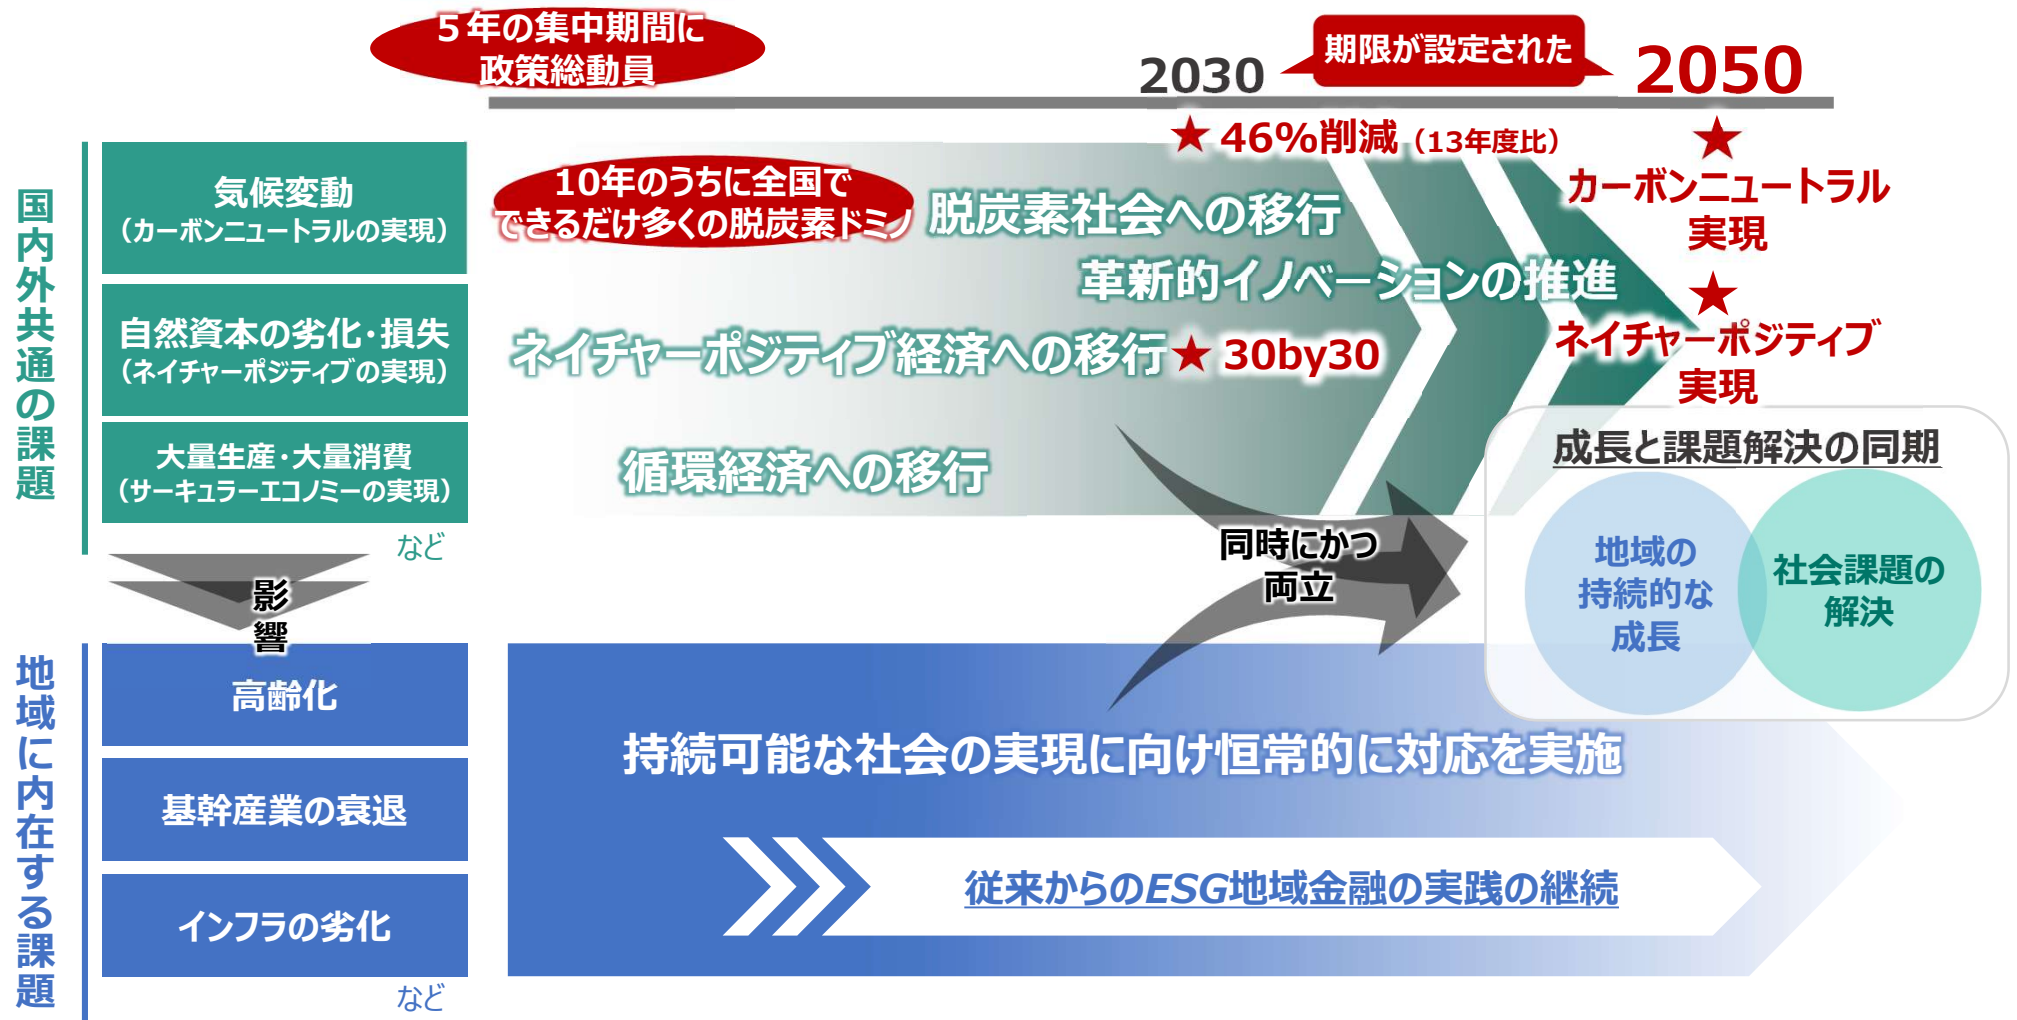 5年の集中期間に
政策総動員
2030
期限が設定された
2050
★46%削減（13年度比）
★
国内外共通の課題
気候変動
（カーボンニュートラルの実現）
10年のうちに全国で
できるだけ多くの脱炭素ドミノ
脱炭素社会への移行
カーボンニュートラル
実現
革新的イノベーションの推進
★
自然資本の劣化・損失
（ネイチャーポジティブの実現）
ネイチャーポジティブ経済への移行★30by30
ネイチャーポジティブ
実現
大量生産・大量消費
（サーキュラーエコノミーの実現）
循環経済への移行
など
成長と課題解決の同期
地域の
持続的な
成長
社会課題の
解決
同時にかつ
両立
影
響
地域に内在する課題
高齢化
基幹産業の衰退
インフラの劣化
など
持続可能な社会の実現に向け恒常的に対応を実施
従来からのESG地域金融の実践の継続